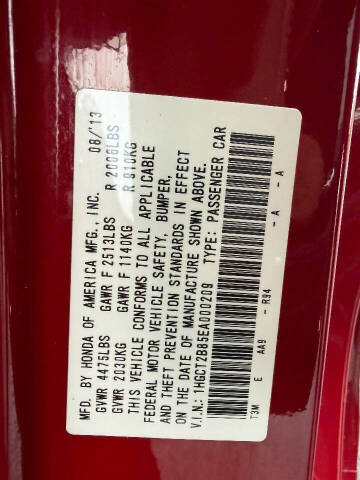 MFD. BY HONDA OF AMERICA MFG., INC. 08/'13
GVWR 4475LBS GAWR F 2513LBS R 2006LBS
GVWR 2030KG GAWR F 1140KG R 910KG
THIS VEHICLE CONFORMS TO ALL APPLICABLE
FEDERAL MOTOR VEHICLE SAFETY, BUMPER,
AND THEFT PREVENTION STANDARDS IN EFFECT
ON THE DATE OF MANUFACTURE SHOWN ABOVE.
V.I.N.: 1HGCT2B85EA000209 TYPE: PASSENGER CAR
T3M E AA9 - R94 - A - A